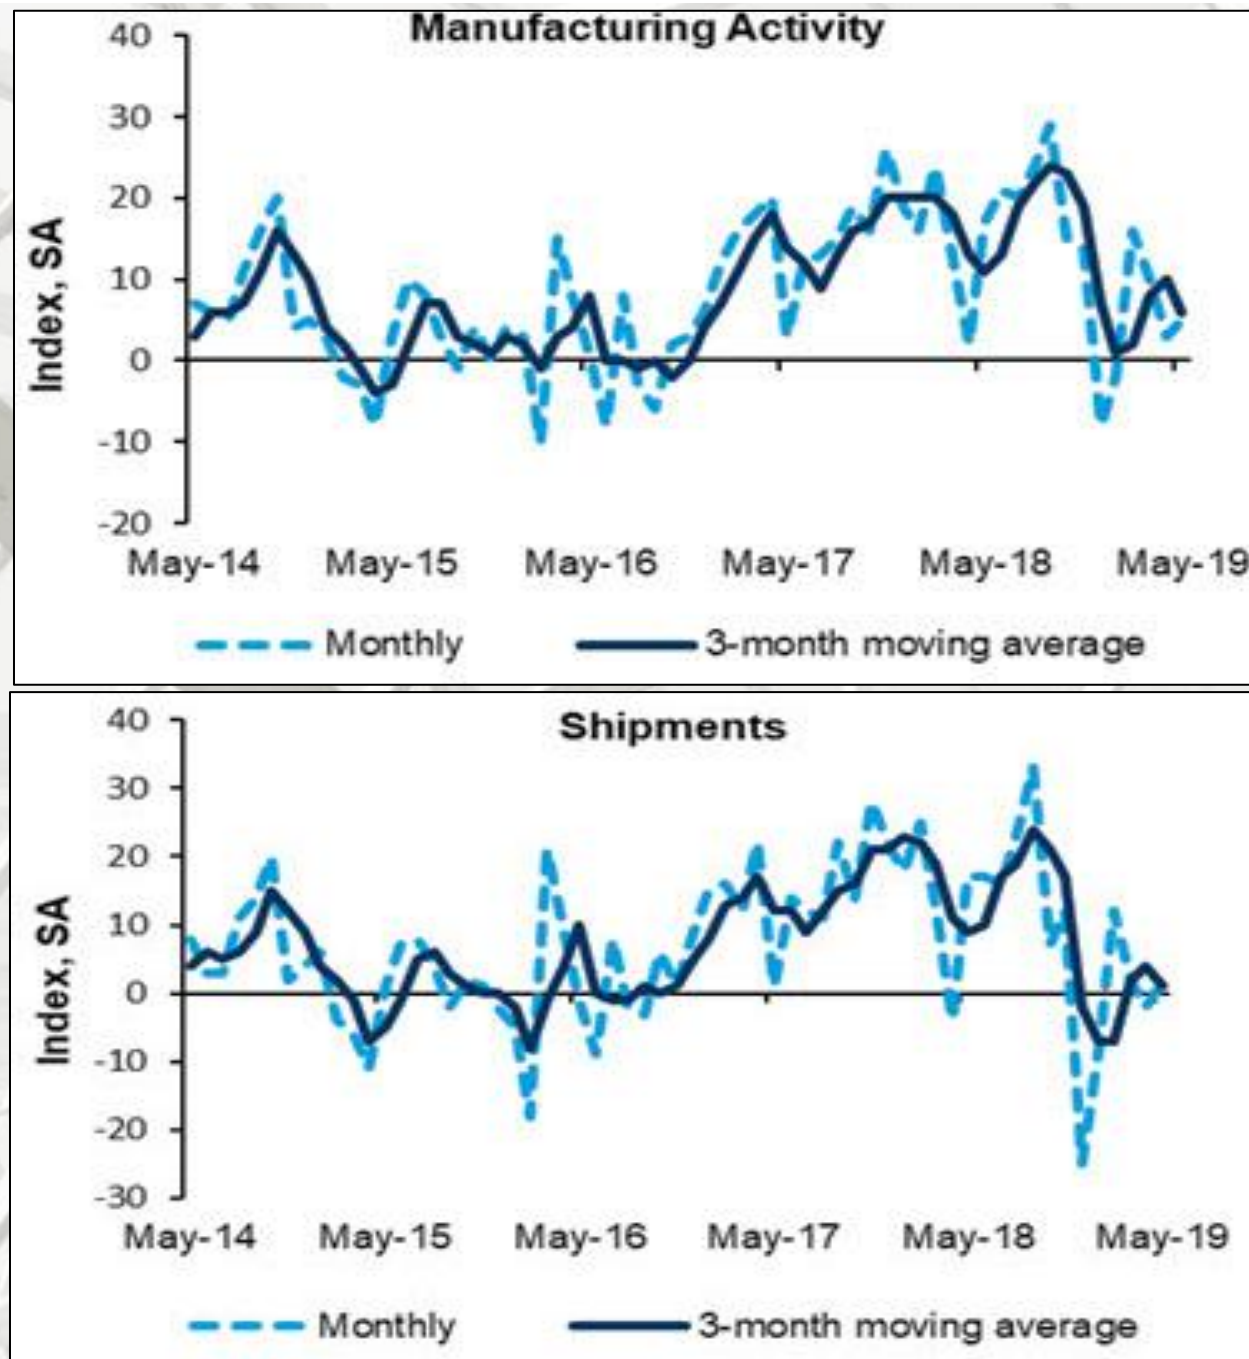 Manufacturing Activity
40
30
20
10
0
-10
-20
Index, SA
May-14 May-15 May-16 May-17 May-18 May-19
Monthly 3-month moving average
Shipments
40
30
20
10
0
-10
-20
-30
Index, SA
May-14 May-15 May-16 May-17 May-18 May-19
Monthly 3-month moving average